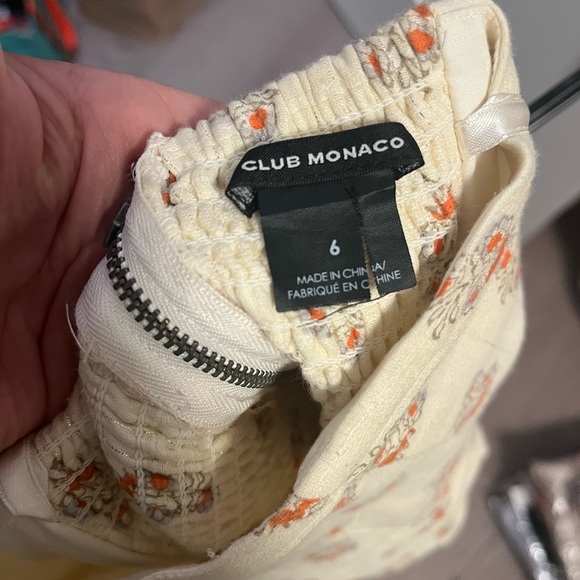 CLUB MONACO
6
MADE IN CHINA/
FABRIQUÉ EN CHINE